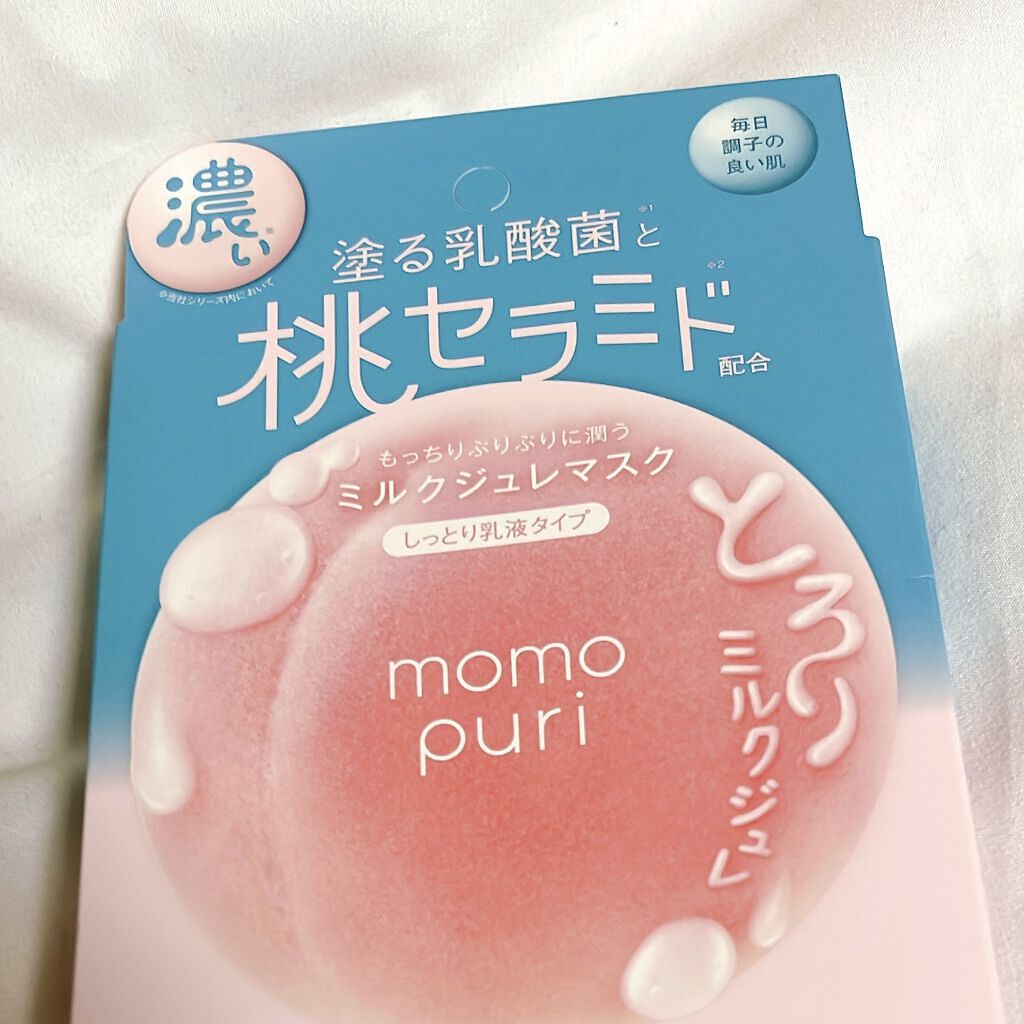 濃い※
※当社シリーズ内において
毎日
調子の
良い肌
塗る乳酸菌※1と
桃セラミド※2配合
もっちりぷりぷりに潤う
ミルクジュレマスク
しっとり乳液タイプ
とろり
ミルクジュレ
momo
puri